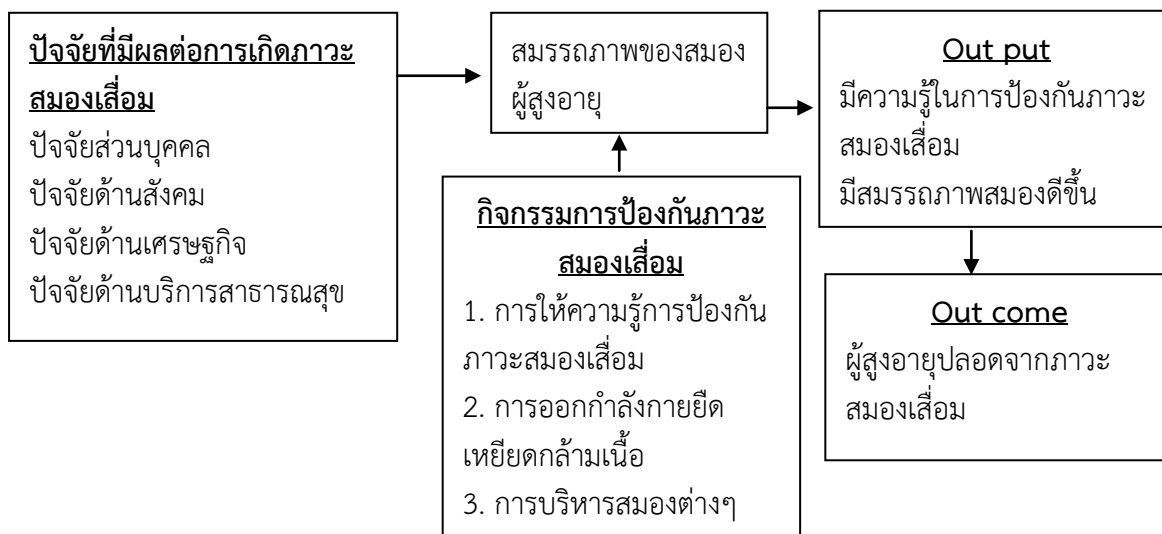 ปัจจัยที่มีผลต่อการเกิดภาวะ
สมองเสื่อม
ปัจจัยส่วนบุคคล
ปัจจัยด้านสังคม
ปัจจัยด้านเศรษฐกิจ
ปัจจัยด้านบริการสาธารณสุข
สมรรถภาพของสมอง
ผู้สูงอายุ
กิจกรรมการป้องกันภาวะ
สมองเสื่อม
1. การให้ความรู้การป้องกัน
ภาวะสมองเสื่อม
2. การออกกำลังกายยืด
เหยียดกล้ามเนื้อ
3. การบริหารสมองต่างๆ
Out put
มีความรู้ในการป้องกันภาวะ
สมองเสื่อม
มีสมรรถภาพสมองดีขึ้น
Out come
ผู้สูงอายุปลอดจากภาวะ
สมองเสื่อม